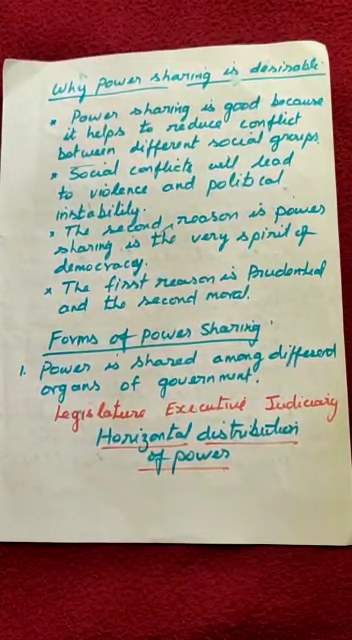 Why power sharing is desirable.
* Power sharing is good because
it helps to reduce conflict
between different social groups.
* Social conflicts will lead
to violence and political
instability.
* The second reason is power
sharing is the very spirit of
democracy.
* The first reason is Prudential
and the second moral.
Forms of Power Sharing.
1. Power is shared among different
organs of government.
Legislature Executive Judiciary
Horizontal distribution
of power